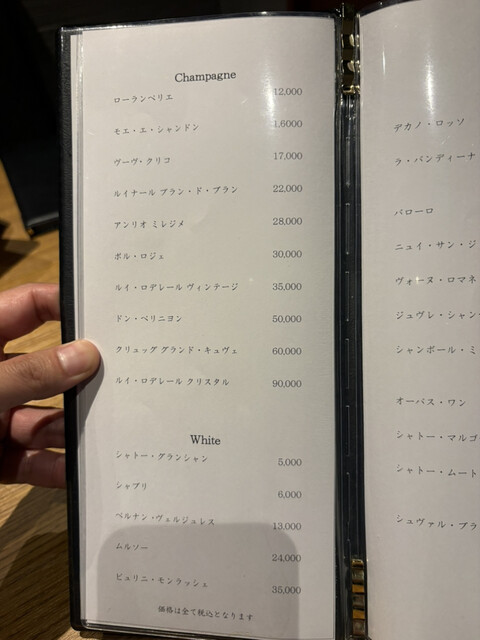 Champagne
ローランペリエ 12,000
モエ・エ・シャンドン 1,6000
ヴーヴ・クリコ 17,000
ルイナール ブラン・ド・ブラン 22,000
アンリオ ミレジメ 28,000
ポル・ロジェ 30,000
ルイ・ロデレール ヴィンテージ 35,000
ドン・ペリニヨン 50,000
クリュッグ グランド・キュヴェ 60,000
ルイ・ロデレール クリスタル 90,000
White
シャトー・グランシャン 5,000
シャブリ 6,000
ペルナン・ヴェルジュレス 13,000
ムルソー 24,000
ピュリニ・モンラッシェ 35,000
価格は全て税込となります
デカノ・ロッソ
ラ・バンディーナ
バローロ
ニュイ・サン・ジ
ヴォーヌ・ロマネ
ジュヴレ・シャン
シャンボール・ミ
オーパス・ワン
シャトー・マルゴ
シャトー・ムート
シュヴァル・ブラ